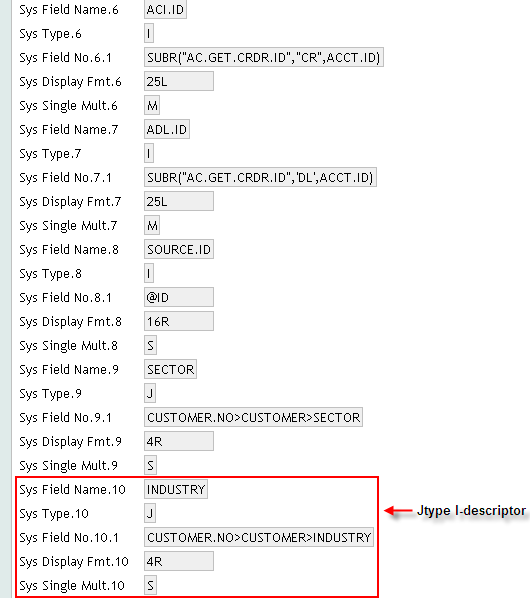 Sys Field Name.6 ACI.ID
Sys Type.6 I
Sys Field No.6.1 SUBR("AC.GET.CRDR.ID","CR",ACCT.ID)
Sys Display Fmt.6 25L
Sys Single Mult.6 M
Sys Field Name.7 ADL.ID
Sys Type.7 I
Sys Field No.7.1 SUBR("AC.GET.CRDR.ID",'DL',ACCT.ID)
Sys Display Fmt.7 25L
Sys Single Mult.7 M
Sys Field Name.8 SOURCE.ID
Sys Type.8 I
Sys Field No.8.1 @ID
Sys Display Fmt.8 16R
Sys Single Mult.8 S
Sys Field Name.9 SECTOR
Sys Type.9 J
Sys Field No.9.1 CUSTOMER.NO>CUSTOMER>SECTOR
Sys Display Fmt.9 4R
Sys Single Mult.9 S
Sys Field Name.10 INDUSTRY
Sys Type.10 J Jtype I-descriptor
Sys Field No.10.1 CUSTOMER.NO>CUSTOMER>INDUSTRY
Sys Display Fmt.10 4R
Sys Single Mult.10 S